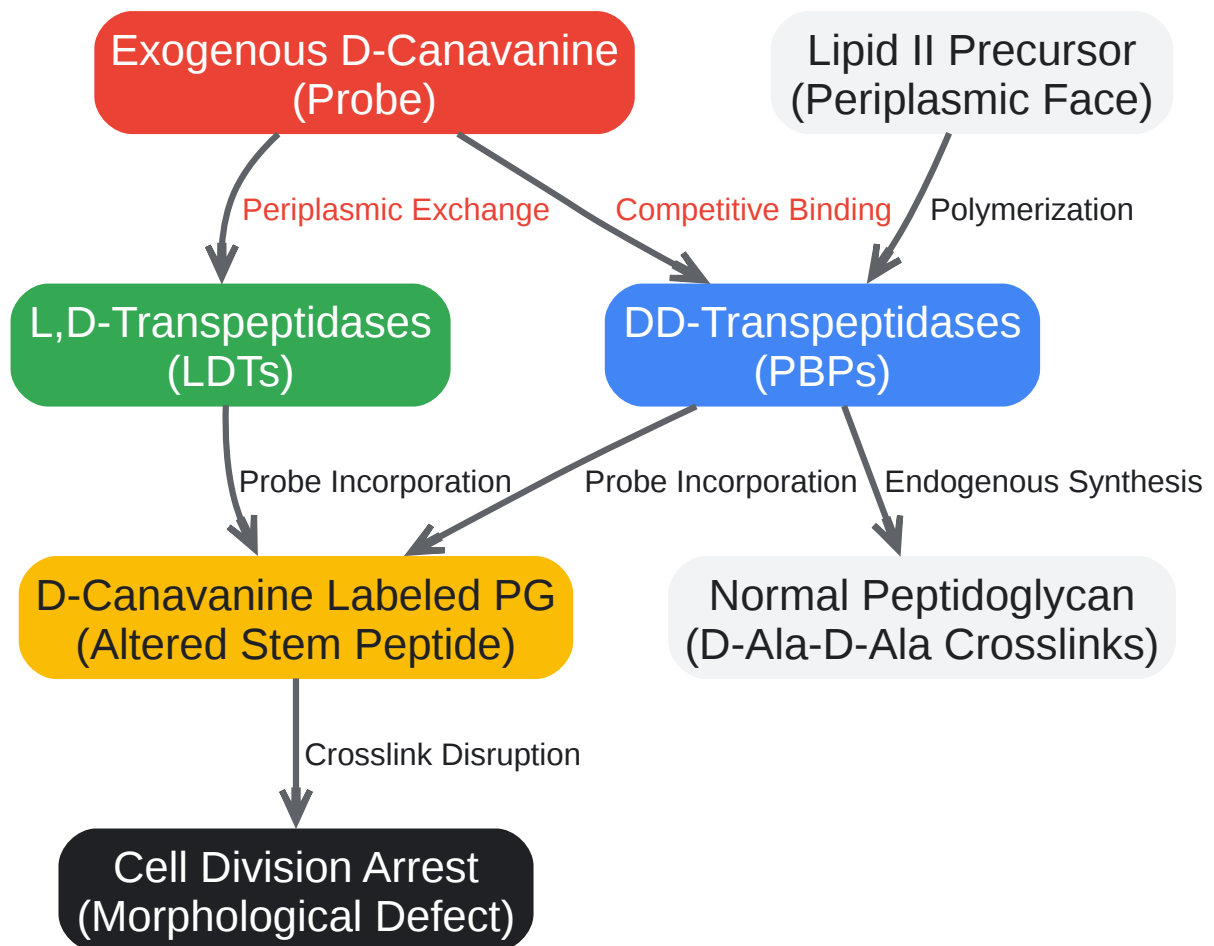 Exogenous D-Canavanine
(Probe)
Lipid II Precursor
(Periplasmic Face)
Periplasmic Exchange
Competitive Binding
Polymerization
L,D-Transpeptidases
(LDTs)
DD-Transpeptidases
(PBPs)
Probe Incorporation
Probe Incorporation
Endogenous Synthesis
D-Canavanine Labeled PG
(Altered Stem Peptide)
Normal Peptidoglycan
(D-Ala-D-Ala Crosslinks)
Crosslink Disruption
Cell Division Arrest
(Morphological Defect)